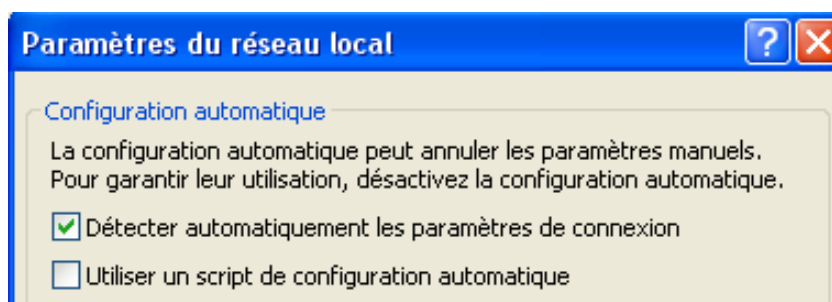 Paramètres du réseau local
Configuration automatique
La configuration automatique peut annuler les paramètres manuels.
Pour garantir leur utilisation, désactivez la configuration automatique.
Détecter automatiquement les paramètres de connexion
Utiliser un script de configuration automatique